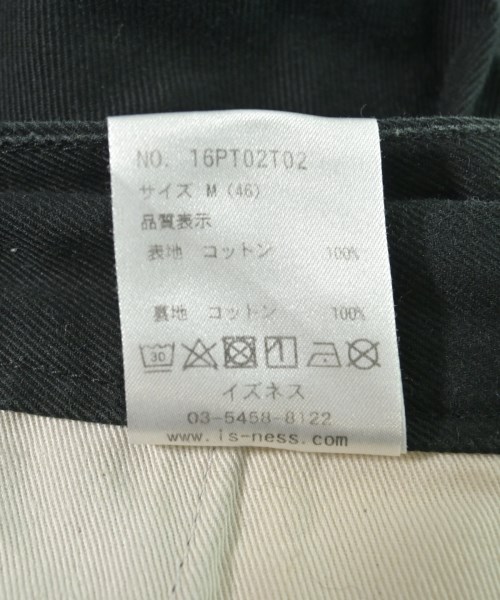 NO. 16PT02T02
サイズ M (46)
品質表示
表地 コットン 100%
裏地 コットン 100%
30
イズネス
03-5458-8122
www.is-ness.com